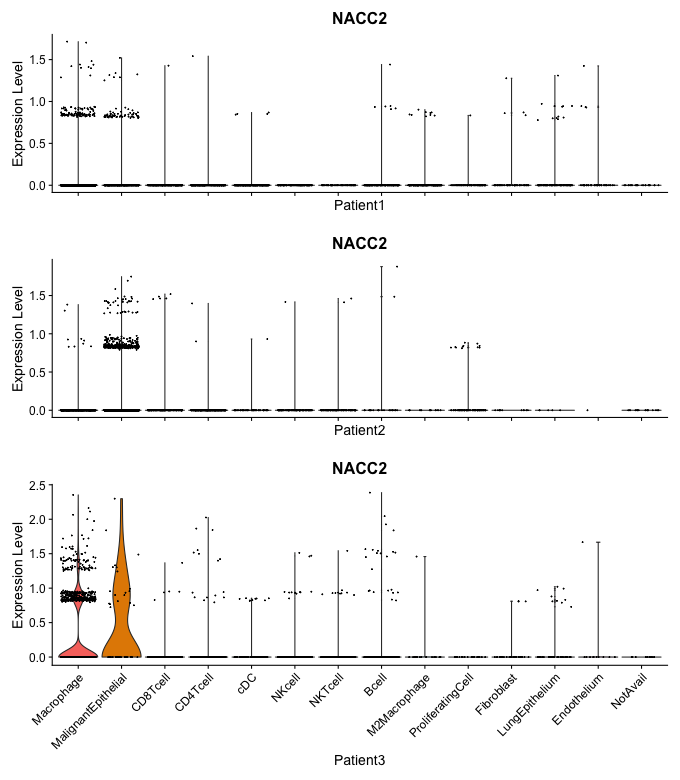 NACC2
Expression Level
1.5
1.0
0.5
0.0
Patient1
NACC2
Expression Level
1.5
1.0
0.5
0.0
Patient2
NACC2
Expression Level
2.5
2.0
1.5
1.0
0.5
0.0
Macrophage
MalignantEpithelial
CD8Tcell
CD4Tcell
cDC
NKcell
NKTcell
Bcell
M2Macrophage
ProliferatingCell
Fibroblast
LungEpithelium
Endothelium
NotAvail
Patient3